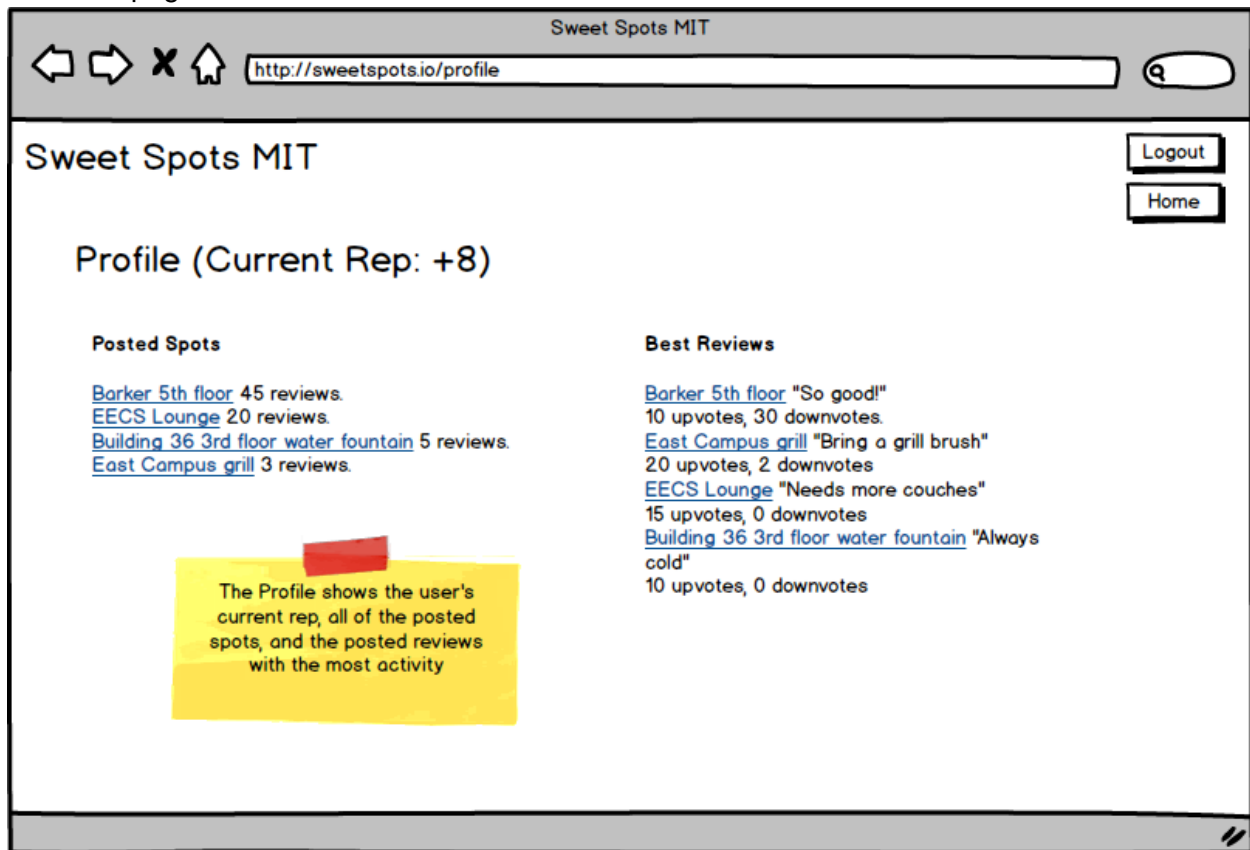 Sweet Spots MIT
http://sweetspots.io/profile
Sweet Spots MIT
Logout
Home
Profile (Current Rep: +8)
Posted Spots
Barker 5th floor 45 reviews.
EECS Lounge 20 reviews.
Building 36 3rd floor water fountain 5 reviews.
East Campus grill 3 reviews.
The Profile shows the user's
current rep, all of the posted
spots, and the posted reviews
with the most activity
Best Reviews
Barker 5th floor "So good!"
10 upvotes, 30 downvotes.
East Campus grill "Bring a grill brush"
20 upvotes, 2 downvotes
EECS Lounge "Needs more couches"
15 upvotes, 0 downvotes
Building 36 3rd floor water fountain "Always
cold"
10 upvotes, 0 downvotes